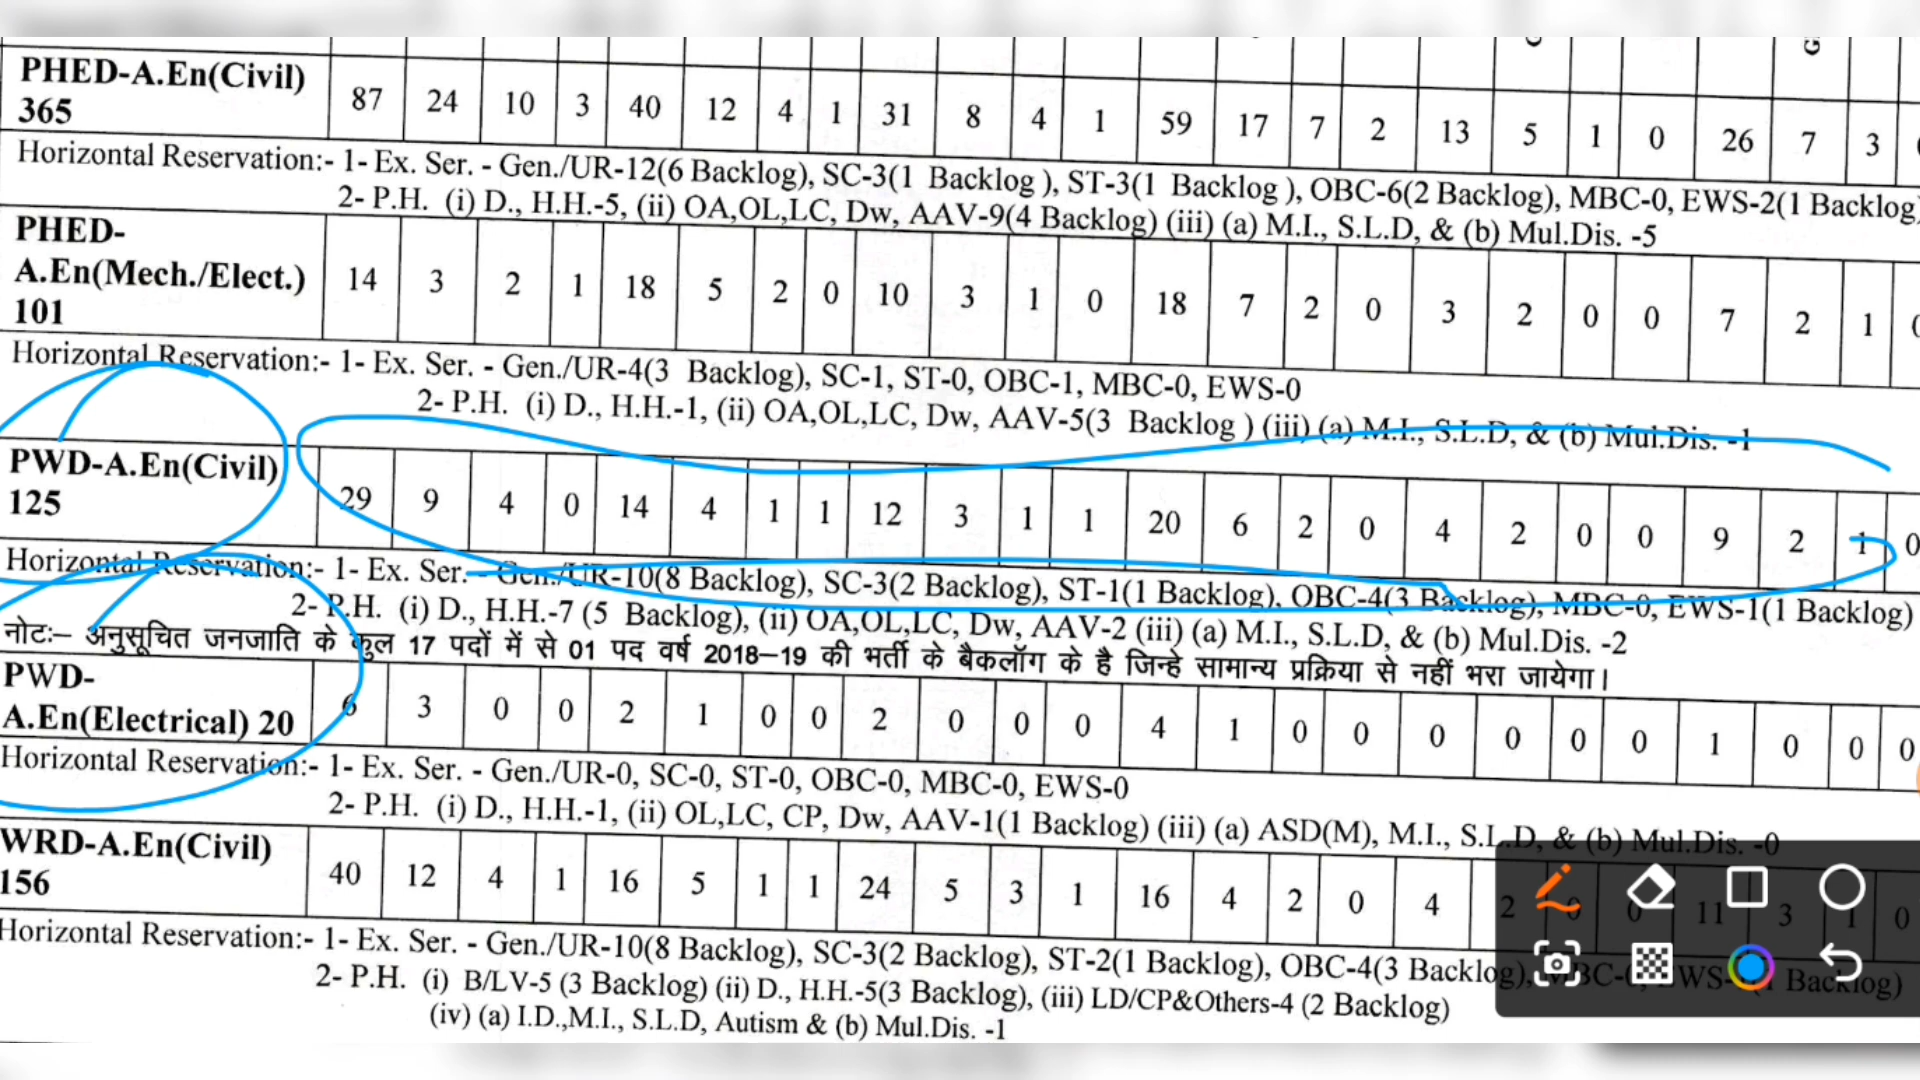 PHED-A.En(Civil)
365 87 24 10 3 40 12 4 1 31 8 4 1 59 17 7 2 13 5 1 0 26 7 3
Horizontal Reservation:- 1- Ex. Ser. - Gen./UR-12(6 Backlog), SC-3(1 Backlog ), ST-3(1 Backlog ), OBC-6(2 Backlog), MBC-0, EWS-2(1 Backlog)
2- P.H. (i) D., H.H.-5, (ii) OA,OL,LC, Dw, AAV-9(4 Backlog) (iii) (a) M.I., S.L.D, & (b) Mul.Dis. -5
PHED-
A.En(Mech./Elect.) 14 3 2 1 18 5 2 0 10 3 1 0 18 7 2 0 3 2 0 0 7 2 1
101
Horizontal Reservation:- 1- Ex. Ser. - Gen./UR-4(3 Backlog), SC-1, ST-0, OBC-1, MBC-0, EWS-0
2- P.H. (i) D., H.H.-1, (ii) OA,OL,LC, Dw, AAV-5(3 Backlog ) (iii) (a) M.I., S.L.D, & (b) Mul.Dis. -1
PWD-A.En(Civil)
125 29 9 4 0 14 4 1 1 12 3 1 1 20 6 2 0 4 2 0 0 9 2 1 0
Horizontal Reservation:- 1- Ex. Ser. - Gen./UR-10(8 Backlog), SC-3(2 Backlog), ST-1(1 Backlog), OBC-4(3 Backlog), MBC-0, EWS-1(1 Backlog)
2- P.H. (i) D., H.H.-7 (5 Backlog), (ii) OA,OL,LC, Dw, AAV-2 (iii) (a) M.I., S.L.D, & (b) Mul.Dis. -2
नोटः– अनुसूचित जनजाति के कुल 17 पदों में से 01 पद वर्ष 2018–19 की भर्ती के बैकलॉग के है जिन्हे सामान्य प्रक्रिया से नहीं भरा जायेगा।
PWD-
A.En(Electrical) 20 6 3 0 0 2 1 0 0 2 0 0 0 4 1 0 0 0 0 0 0 1 0 0 0
Horizontal Reservation:- 1- Ex. Ser. - Gen./UR-0, SC-0, ST-0, OBC-0, MBC-0, EWS-0
2- P.H. (i) D., H.H.-1, (ii) OL,LC, CP, Dw, AAV-1(1 Backlog) (iii) (a) ASD(M), M.I., S.L.D, & (b) Mul.Dis. -0
WRD-A.En(Civil)
156 40 12 4 1 16 5 1 1 24 5 3 1 16 4 2 0 4 2 0 0 11 3 1 0
Horizontal Reservation:- 1- Ex. Ser. - Gen./UR-10(8 Backlog), SC-3(2 Backlog), ST-2(1 Backlog), OBC-4(3 Backlog), Backlog)
2- P.H. (i) B/LV-5 (3 Backlog) (ii) D., H.H.-5(3 Backlog), (iii) LD/CP&Others-4 (2 Backlog)
(iv) (a) I.D.,M.I., S.L.D, Autism & (b) Mul.Dis. -1